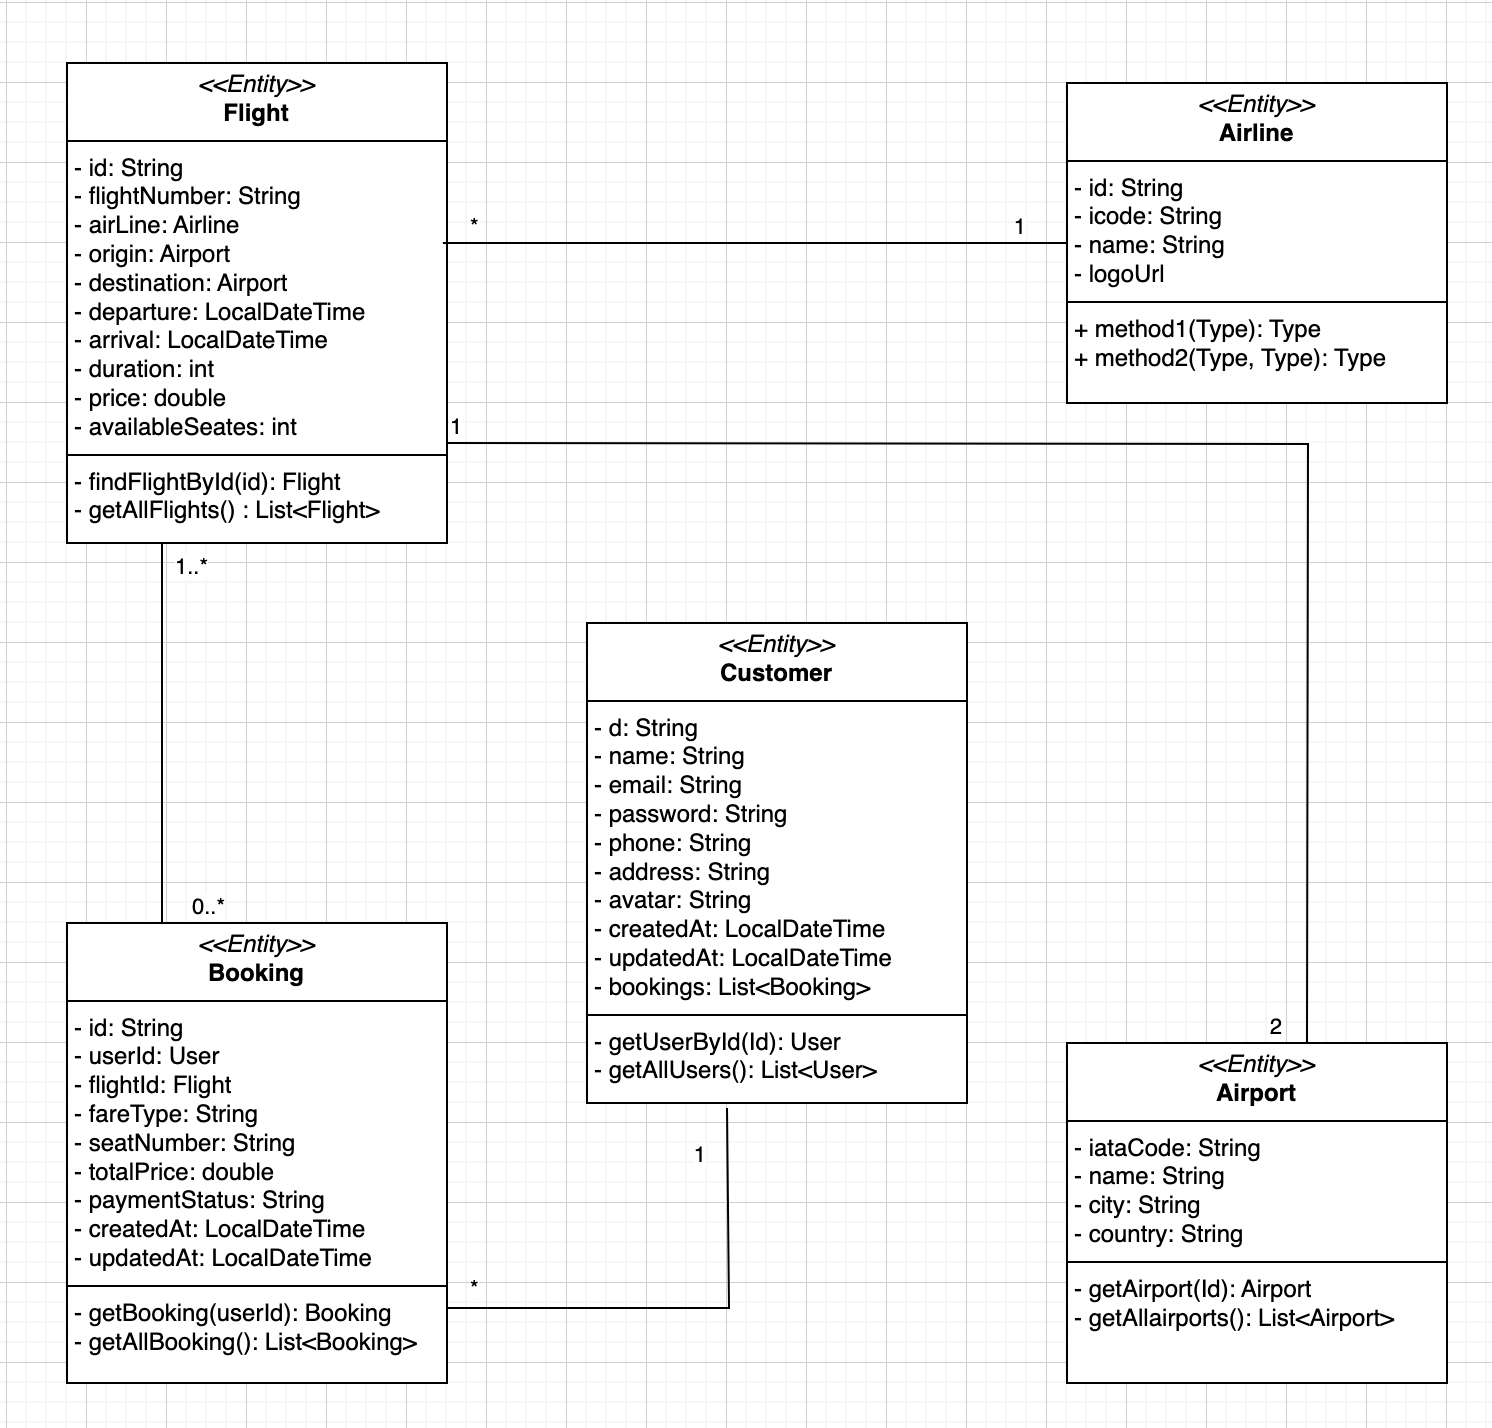 <<Entity>>
Flight
- id: String
- flightNumber: String
- airLine: Airline
- origin: Airport
- destination: Airport
- departure: LocalDateTime
- arrival: LocalDateTime
- duration: int
- price: double
- availableSeates: int
- findFlightById(id): Flight
- getAllFlights() : List<Flight>
<<Entity>>
Airline
- id: String
- icode: String
- name: String
- logoUrl
+ method1(Type): Type
+ method2(Type, Type): Type
*
1
1
1..*
0..*
<<Entity>>
Customer
- d: String
- name: String
- email: String
- password: String
- phone: String
- address: String
- avatar: String
- createdAt: LocalDateTime
- updatedAt: LocalDateTime
- bookings: List<Booking>
- getUserById(Id): User
- getAllUsers(): List<User>
<<Entity>>
Booking
- id: String
- userId: User
- flightId: Flight
- fareType: String
- seatNumber: String
- totalPrice: double
- paymentStatus: String
- createdAt: LocalDateTime
- updatedAt: LocalDateTime
- getBooking(userId): Booking
- getAllBooking(): List<Booking>
1
*
2
<<Entity>>
Airport
- iataCode: String
- name: String
- city: String
- country: String
- getAirport(Id): Airport
- getAllairports(): List<Airport>